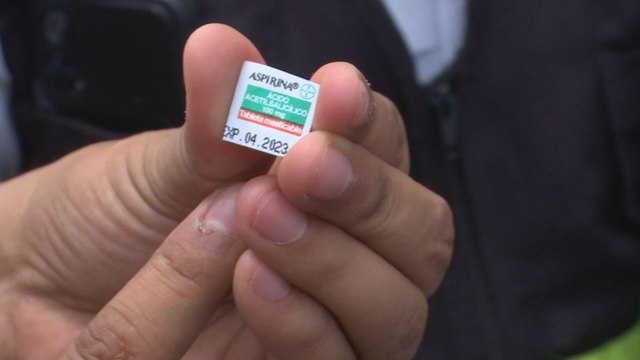 ASPIRINA®
ÁCIDO
ACETILSALICÍLICO
100 mg
Tableta masticable
EXP. 04.2023